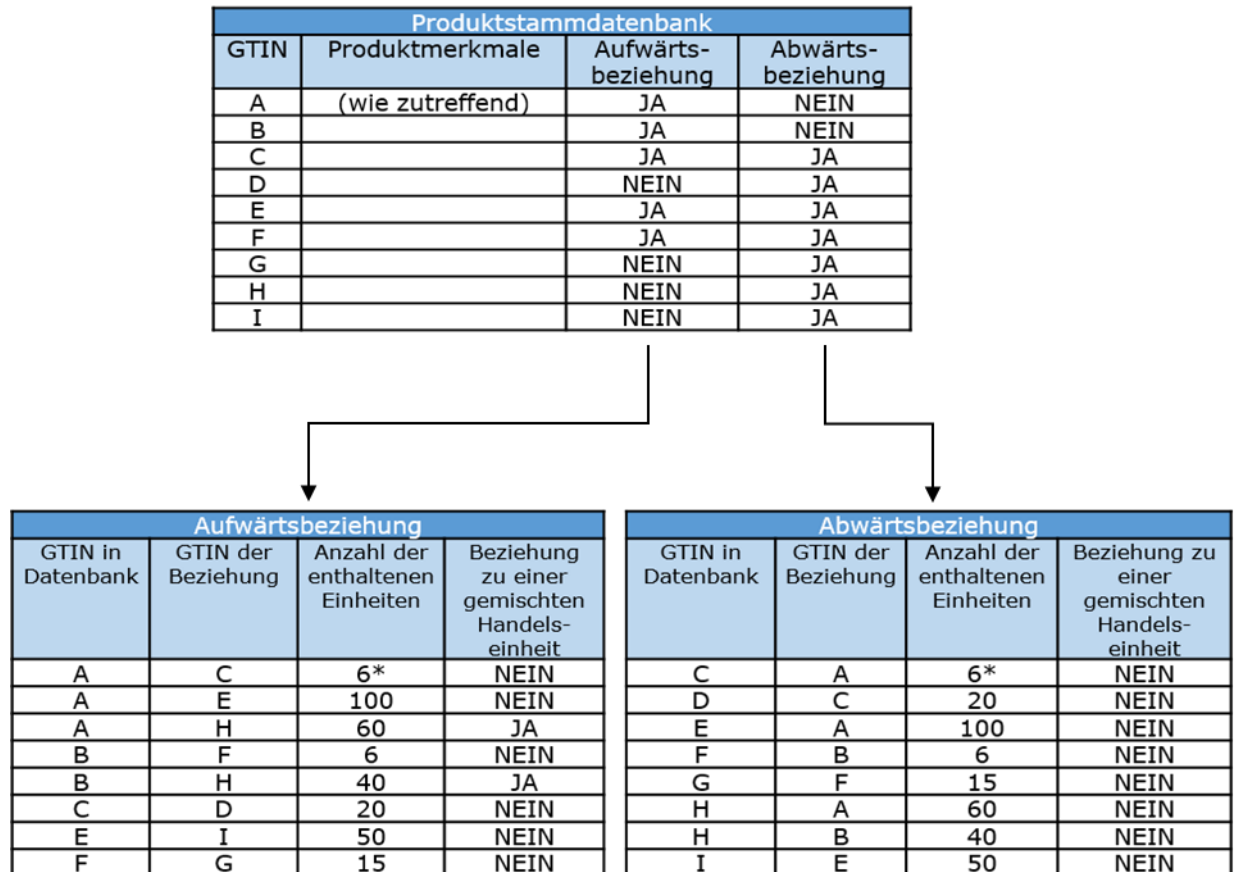 Produktstammdatenbank
GTIN Produktmerkmale Aufwärts- Abwärts-
beziehung beziehung
A (wie zutreffend) JA NEIN
B JA NEIN
C JA JA
D NEIN JA
E JA JA
F JA JA
G NEIN JA
H NEIN JA
I NEIN JA
Aufwärtsbeziehung
GTIN in GTIN der Anzahl der Beziehung
Datenbank Beziehung enthaltenen zu einer
Einheiten gemischten
Handels-
einheit
A C 6* NEIN
A E 100 NEIN
A H 60 JA
B F 6 NEIN
B H 40 JA
C D 20 NEIN
E I 50 NEIN
F G 15 NEIN
Abwärtsbeziehung
GTIN in GTIN der Anzahl der Beziehung zu
Datenbank Beziehung enthaltenen einer
Einheiten gemischten
Handels-
einheit
C A 6* NEIN
D C 20 NEIN
E A 100 NEIN
F B 6 NEIN
G F 15 NEIN
H A 60 NEIN
H B 40 NEIN
I E 50 NEIN